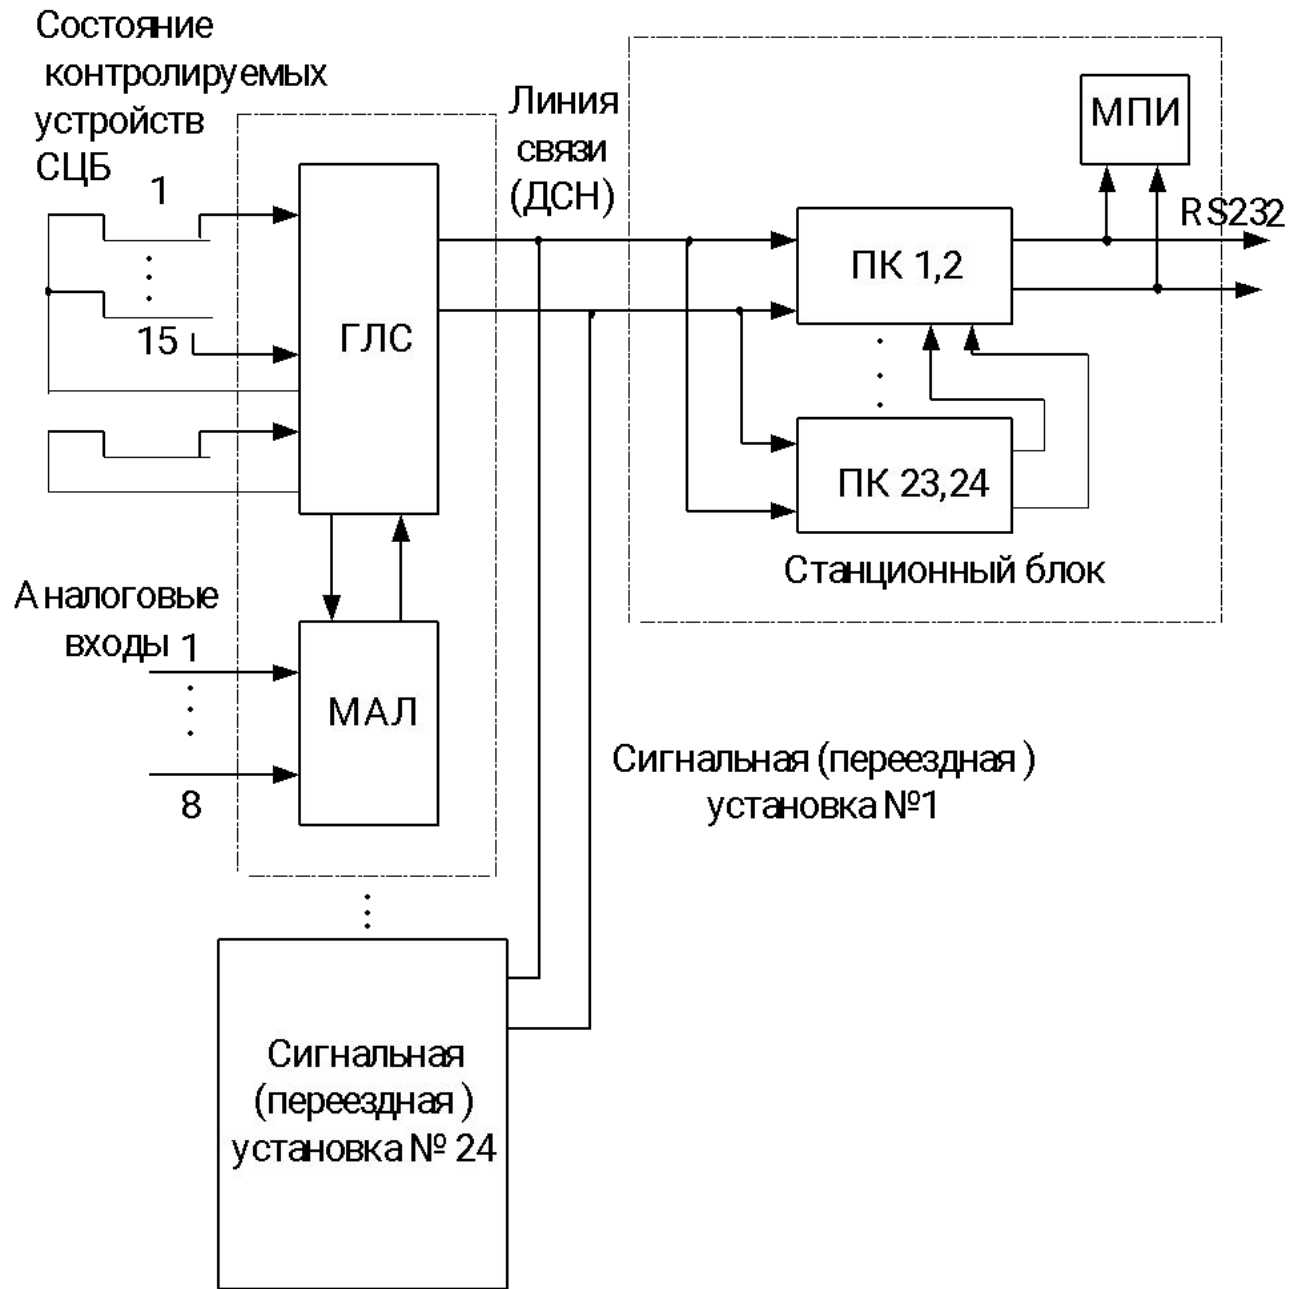 Состояние
контролируемых
устройств
СЦБ
1
15
ГЛС
Линия
связи
(ДСН)
МПИ
RS232
ПК 1,2
ПК 23,24
Станционный блок
Аналоговые
входы 1
МАЛ
8
Сигнальная (переездная)
установка №1
Сигнальная
(переездная)
установка № 24